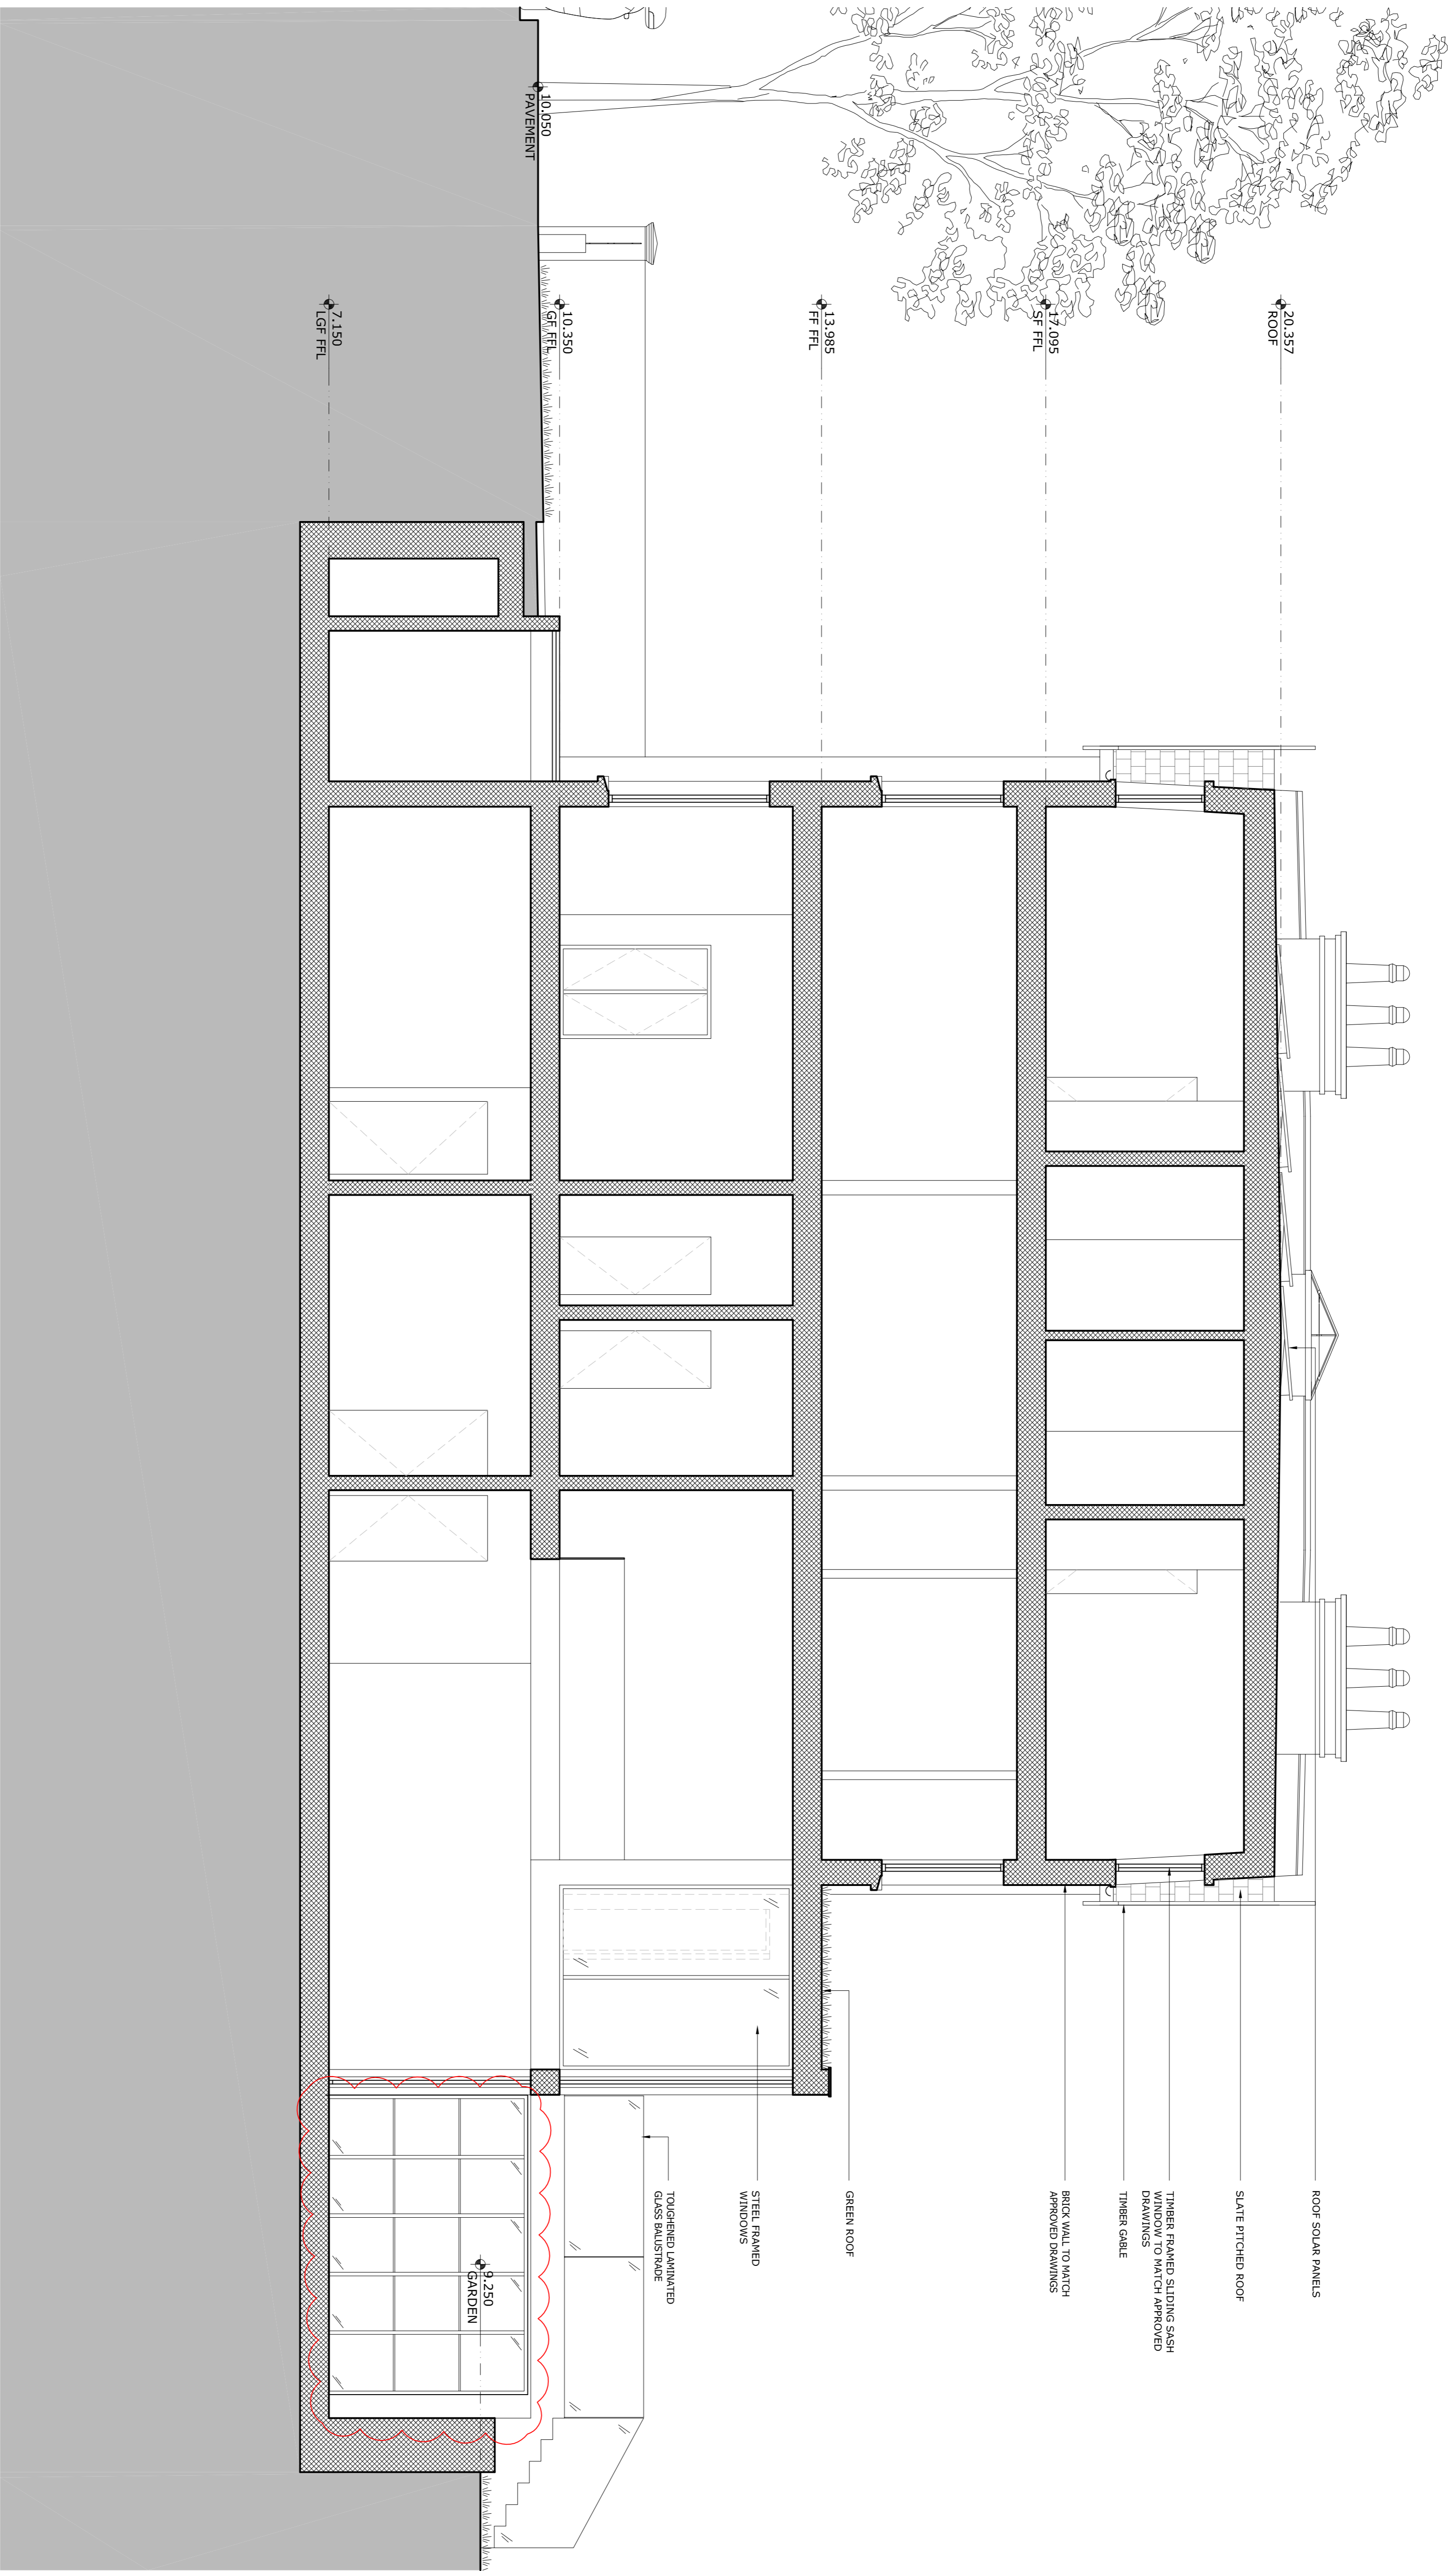 20.357
ROOF
17.095
SF FFL
13.985
FF FFL
10.350
GF FFL
7.150
LGF FFL
10.050
PAVEMENT
ROOF SOLAR PANELS
SLATE PITCHED ROOF
TIMBER FRAMED SLIDING SASH
WINDOW TO MATCH APPROVED
DRAWINGS
TIMBER GABLE
BRICK WALL TO MATCH
APPROVED DRAWINGS
GREEN ROOF
STEEL FRAMED
WINDOWS
TOUGHENED LAMINATED
GLASS BALUSTRADE
9.250
GARDEN